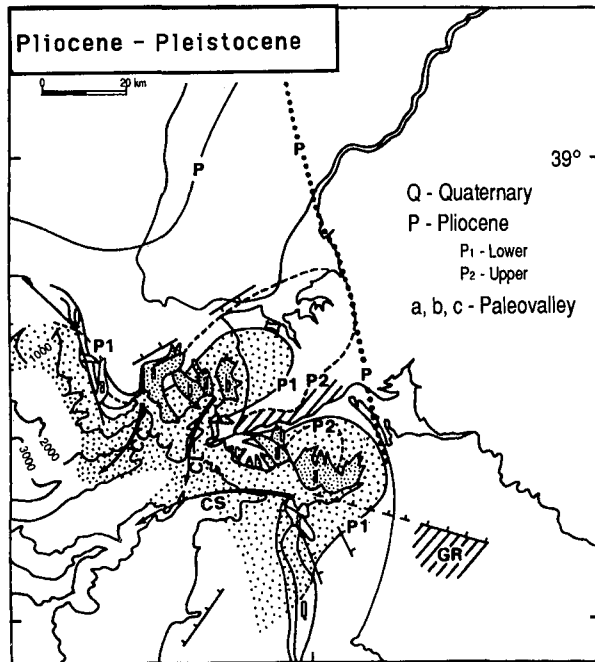 Pliocene - Pleistocene
0 20 km
39°
P
P
Q - Quaternary
P - Pliocene
P1 - Lower
P2 - Upper
a, b, c - Paleovalley
P1
1000
P
P1 P2
P2
2000
3000
CS
P1
GR